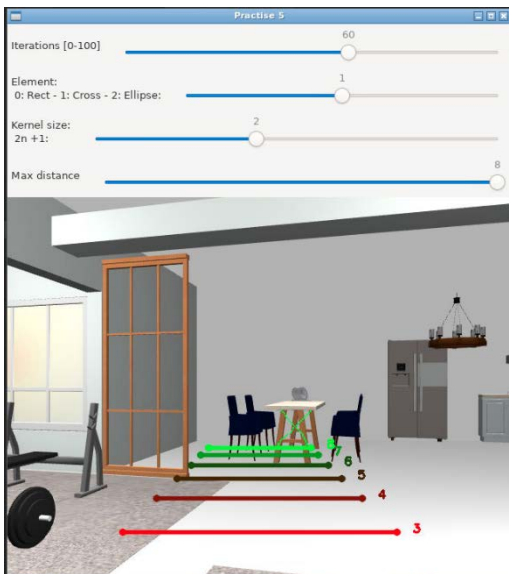 Practise 5
60
Iterations [0-100]
1
Element:
0: Rect - 1: Cross - 2: Ellipse:
2
Kernel size:
2n +1:
8
Max distance
8
7
6
5
4
3